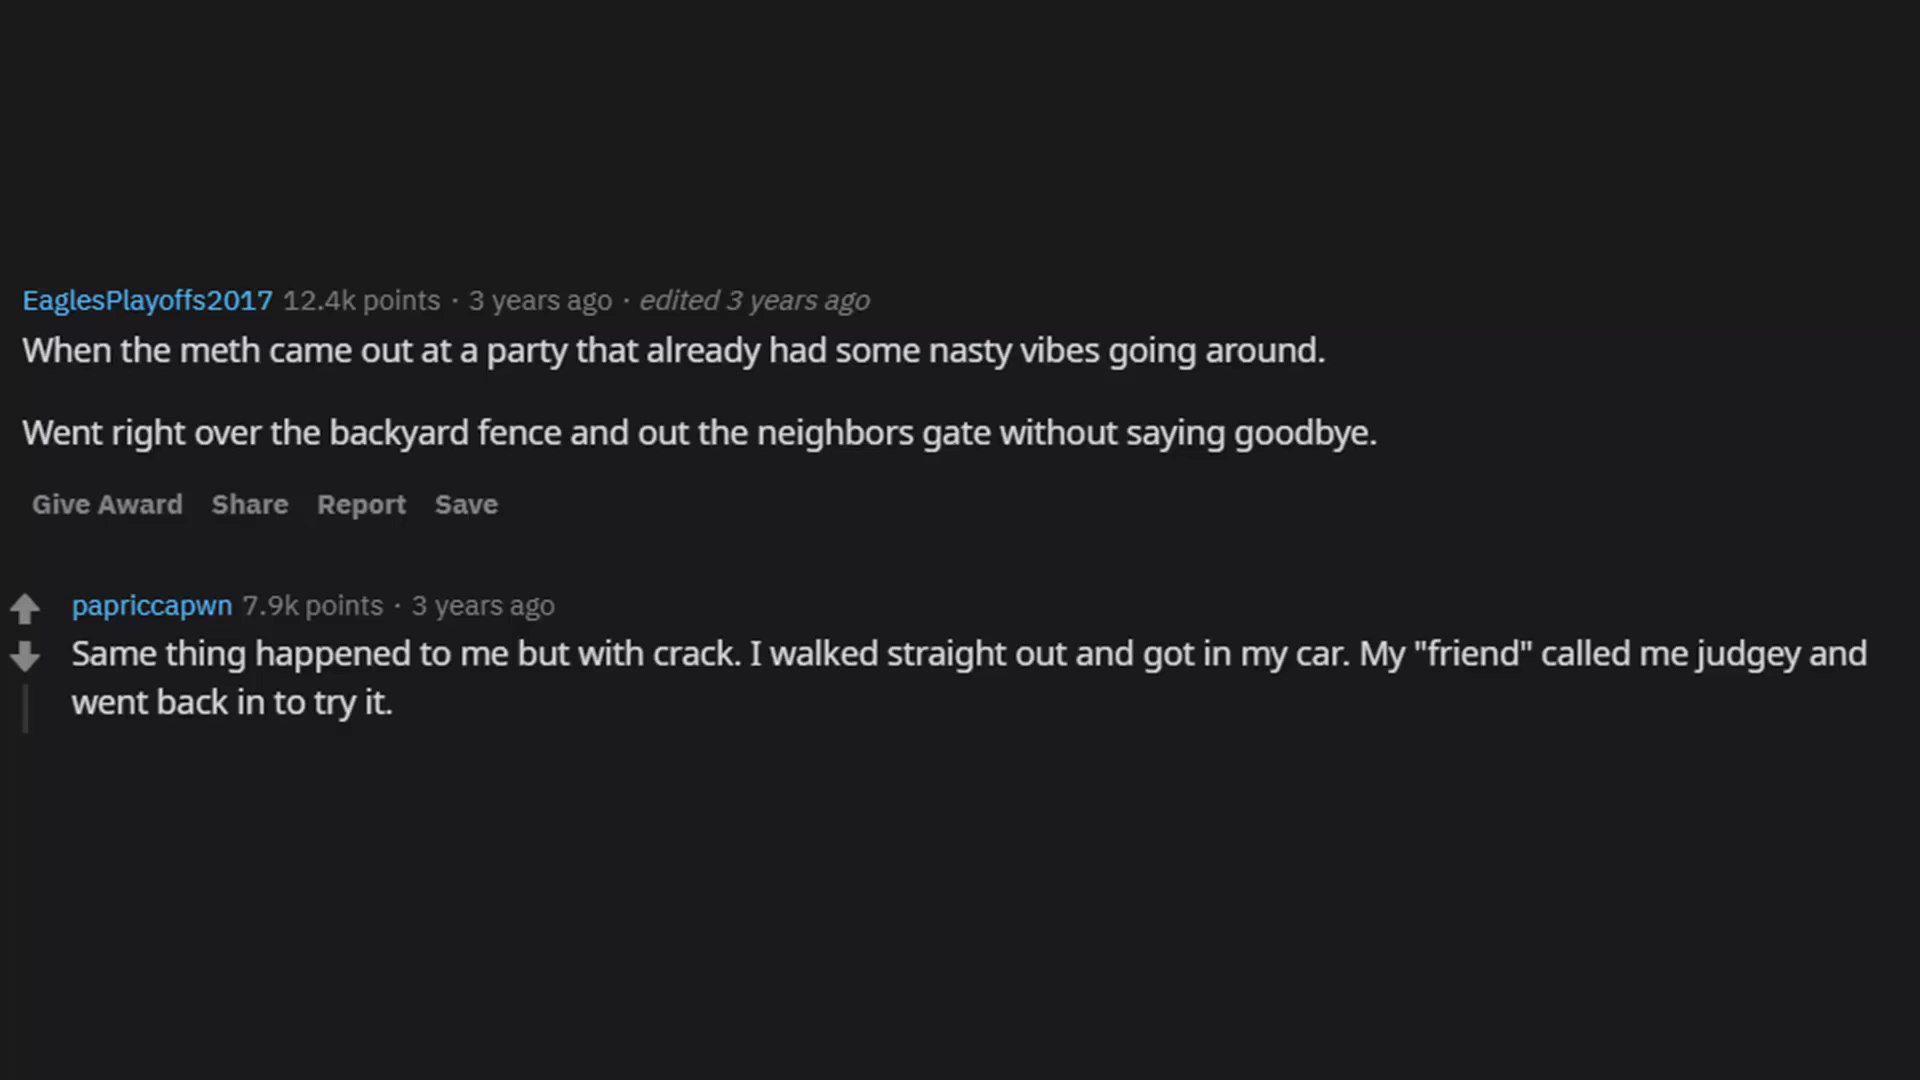 EaglesPlayoffs2017 12.4k points · 3 years ago · edited 3 years ago
When the meth came out at a party that already had some nasty vibes going around.
Went right over the backyard fence and out the neighbors gate without saying goodbye.
Give Award Share Report Save
papriccapwn 7.9k points · 3 years ago
Same thing happened to me but with crack. I walked straight out and got in my car. My "friend" called me judgey and
went back in to try it.